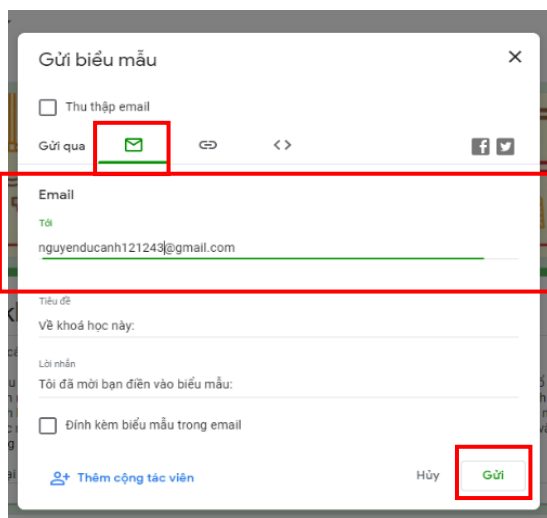 Gửi biểu mẫu
Thu thập email
Gửi qua
Email
Tới
nguyenducanh121243@gmail.com
Tiêu đề
Về khoá học này:
Lời nhắn
Tôi đã mời bạn điền vào biểu mẫu:
Đính kèm biểu mẫu trong email
Thêm cộng tác viên
Hủy
Gửi